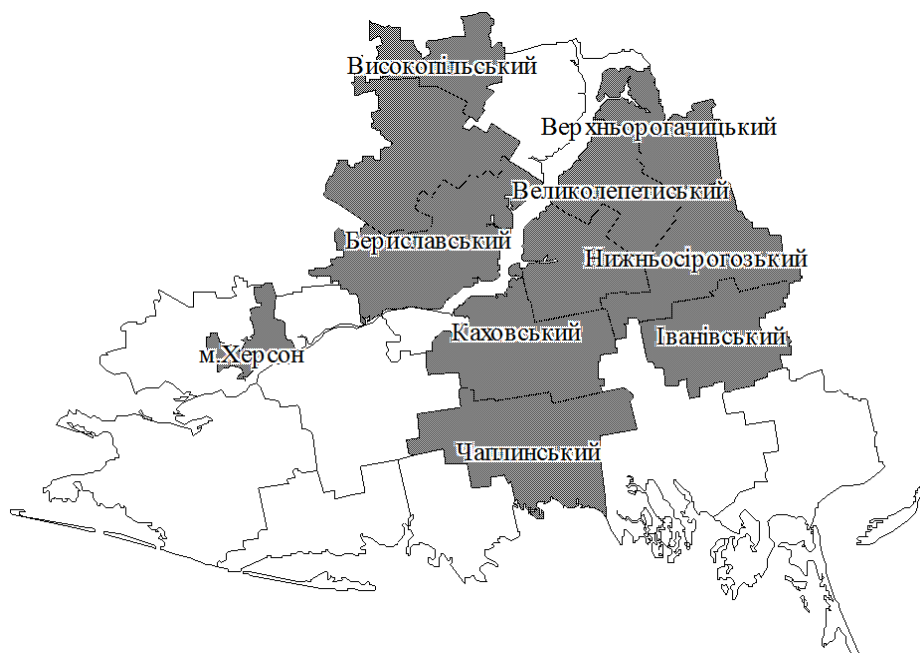 Високопільський
Верхньорогачицький
Великолепетиський
Бериславський
Нижньосірогозький
Каховський
Іванівський
м.Херсон
Чаплинський